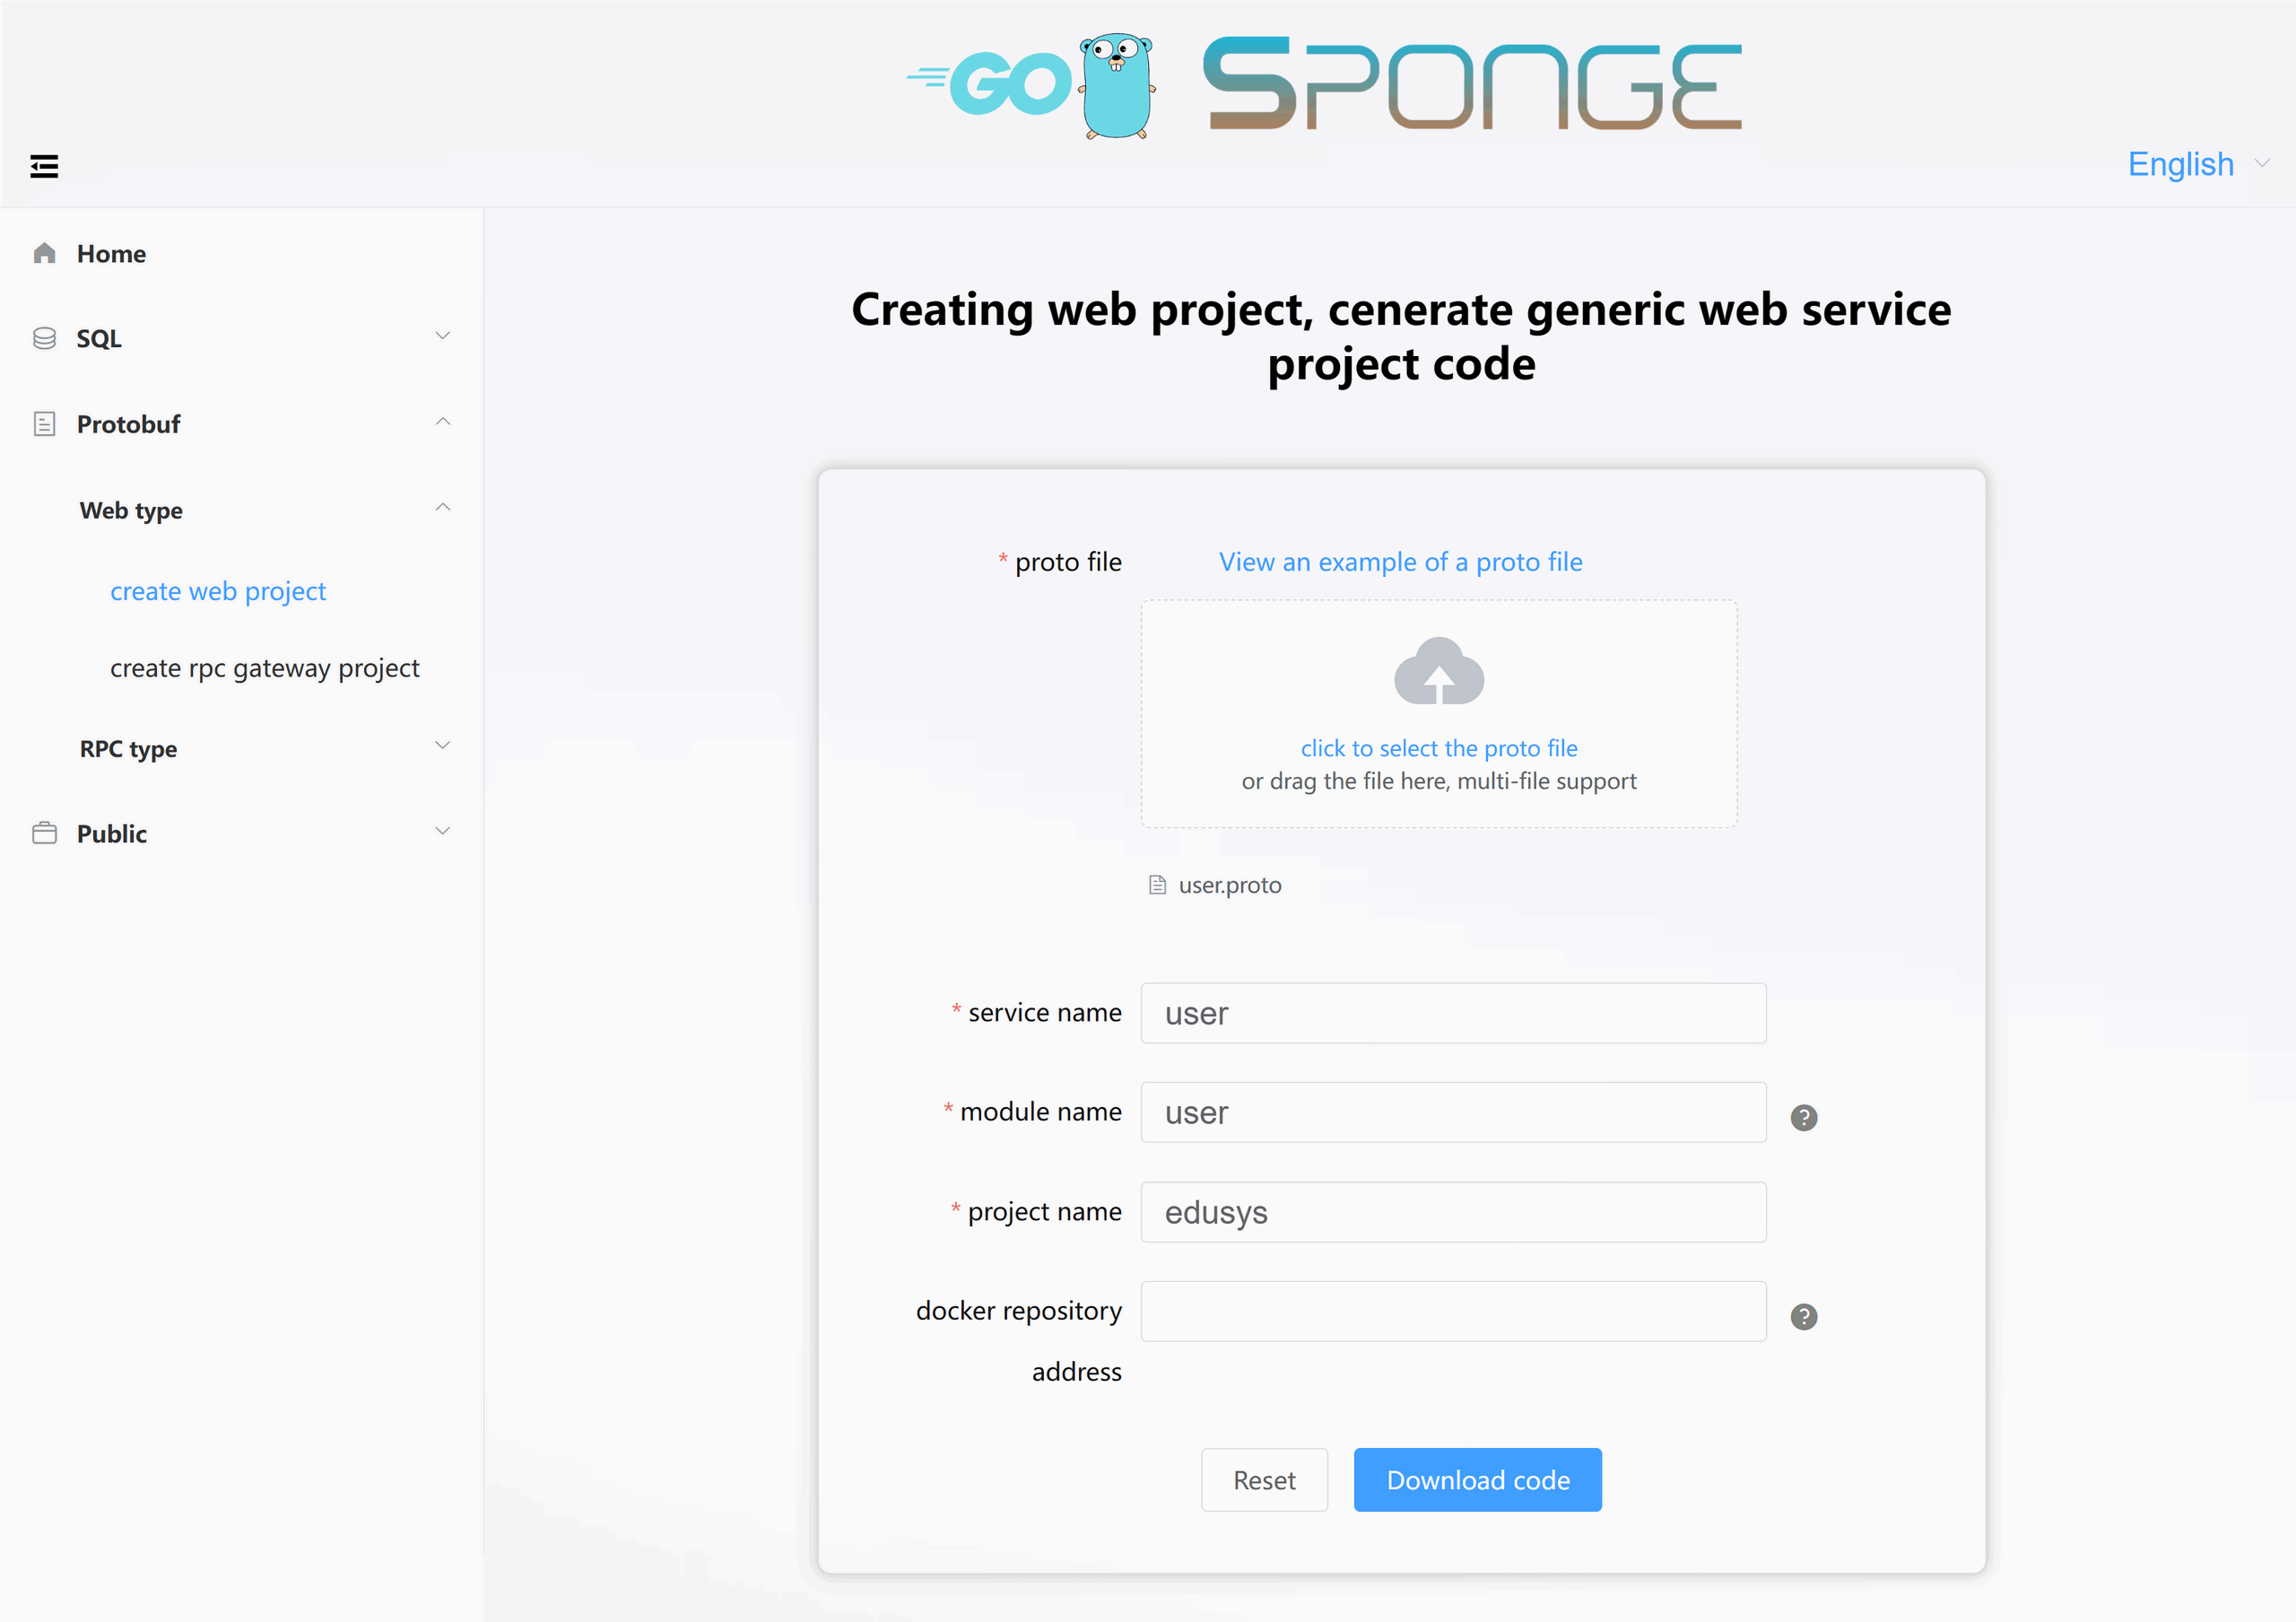 GO SPONGE
English
Home
SQL
Protobuf
Web type
create web project
create rpc gateway project
RPC type
Public
Creating web project, cenerate generic web service
project code
* proto file
View an example of a proto file
click to select the proto file
or drag the file here, multi-file support
user.proto
* service name
user
* module name
user
?
* project name
edusys
docker repository
address
?
Reset
Download code